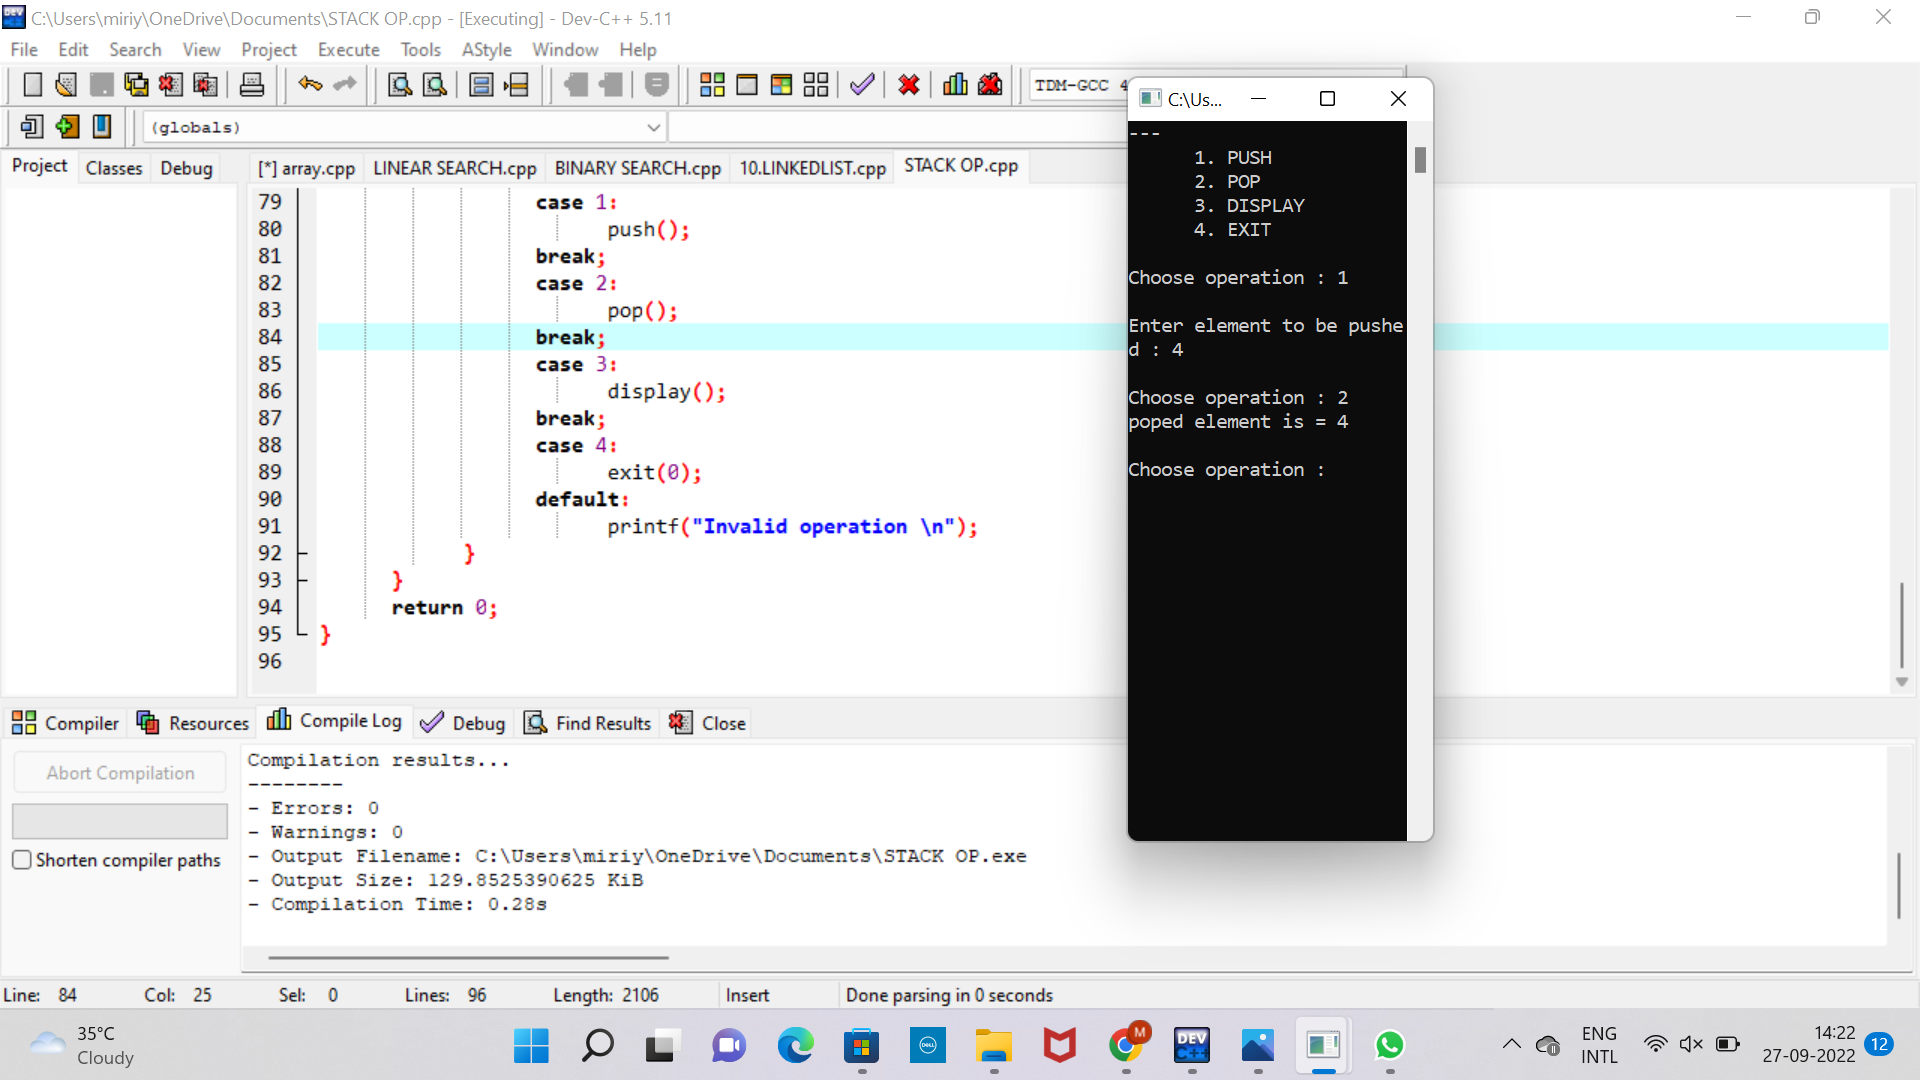 C:\Users\miriy\OneDrive\Documents\STACK OP.cpp - [Executing] - Dev-C++ 5.11
File Edit Search View Project Execute Tools AStyle Window Help
TDM-GCC 4
(globals)
Project Classes Debug
[*] array.cpp LINEAR SEARCH.cpp BINARY SEARCH.cpp 10.LINKEDLIST.cpp STACK OP.cpp
79 case 1:
80 push();
81 break;
82 case 2:
83 pop();
84 break;
85 case 3:
86 display();
87 break;
88 case 4:
89 exit(0);
90 default:
91 printf("Invalid operation \n");
92 }
93 }
94 return 0;
95 }
96
C:\Us...
---
1. PUSH
2. POP
3. DISPLAY
4. EXIT
Choose operation : 1
Enter element to be pushe
d : 4
Choose operation : 2
poped element is = 4
Choose operation :
Compiler Resources Compile Log Debug Find Results Close
Abort Compilation
Shorten compiler paths
Compilation results...
--------
- Errors: 0
- Warnings: 0
- Output Filename: C:\Users\miriy\OneDrive\Documents\STACK OP.exe
- Output Size: 129.8525390625 KiB
- Compilation Time: 0.28s
Line: 84 Col: 25 Sel: 0 Lines: 96 Length: 2106 Insert Done parsing in 0 seconds
35°C
Cloudy
DELL
M
DEV
C++
ENG
INTL
14:22
27-09-2022
12